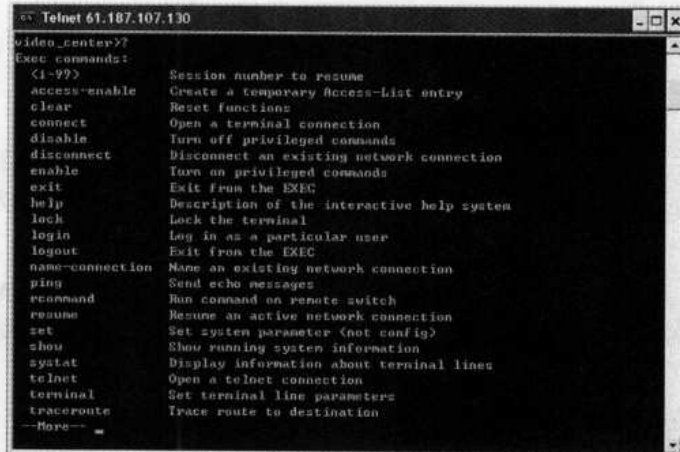 Telnet 61.187.107.130
video_center>?
Exec commands:
<1-99> Session number to resume
access-enable Create a temporary Access-List entry
clear Reset functions
connect Open a terminal connection
disable Turn off privileged commands
disconnect Disconnect an existing network connection
enable Turn on privileged commands
exit Exit from the EXEC
help Description of the interactive help system
lock Lock the terminal
login Log in as a particular user
logout Exit from the EXEC
name-connection Name an existing network connection
ping Send echo messages
rcommand Run command on remote switch
resume Resume an active network connection
set Set system parameter (not config)
show Show running system information
systat Display information about terminal lines
telnet Open a telnet connection
terminal Set terminal line parameters
traceroute Trace route to destination
--More--